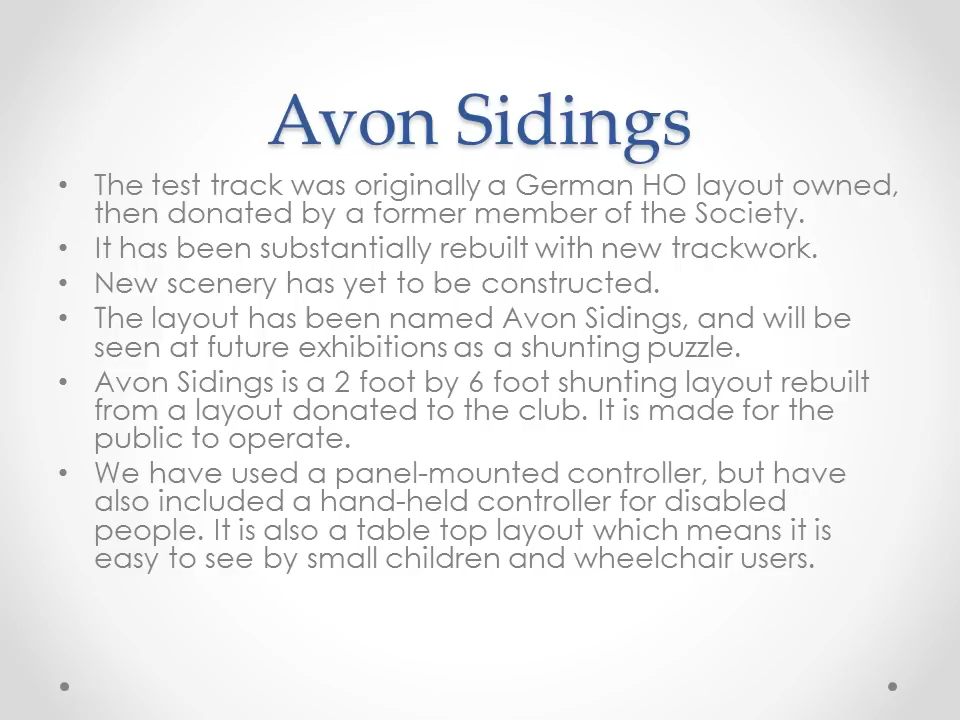 Avon Sidings
• The test track was originally a German HO layout owned,
then donated by a former member of the Society.
• It has been substantially rebuilt with new trackwork.
• New scenery has yet to be constructed.
• The layout has been named Avon Sidings, and will be
seen at future exhibitions as a shunting puzzle.
• Avon Sidings is a 2 foot by 6 foot shunting layout rebuilt
from a layout donated to the club. It is made for the
public to operate.
• We have used a panel-mounted controller, but have
also included a hand-held controller for disabled
people. It is also a table top layout which means it is
easy to see by small children and wheelchair users.